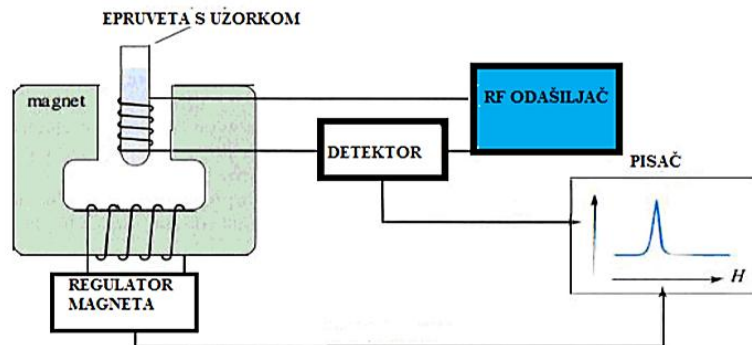 EPRUVETA S UZORKOM
magnet
RF ODAŠILJAČ
DETEKTOR
PISAČ
H
REGULATOR
MAGNETA